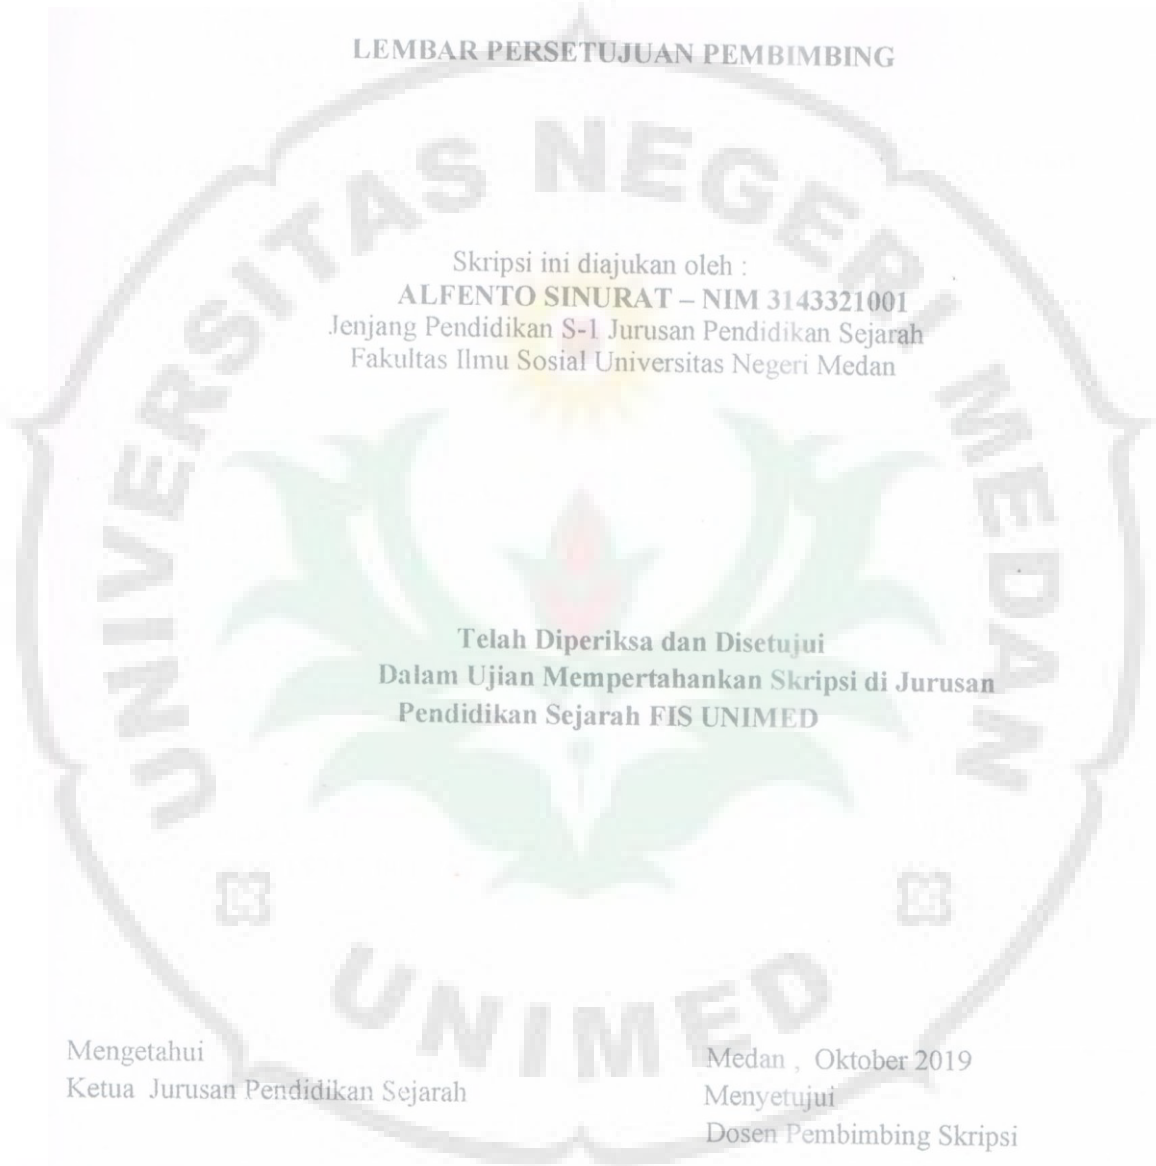 LEMBAR PERSETUJUAN PEMBIMBING
UNIVERSITAS NEGERI MEDAN
Skripsi ini diajukan oleh :
ALFENTO SINURAT – NIM 3143321001
Jenjang Pendidikan S-1 Jurusan Pendidikan Sejarah
Fakultas Ilmu Sosial Universitas Negeri Medan
Telah Diperiksa dan Disetujui
Dalam Ujian Mempertahankan Skripsi di Jurusan
Pendidikan Sejarah FIS UNIMED
UNIMED
Mengetahui
Ketua Jurusan Pendidikan Sejarah
Medan , Oktober 2019
Menyetujui
Dosen Pembimbing Skripsi